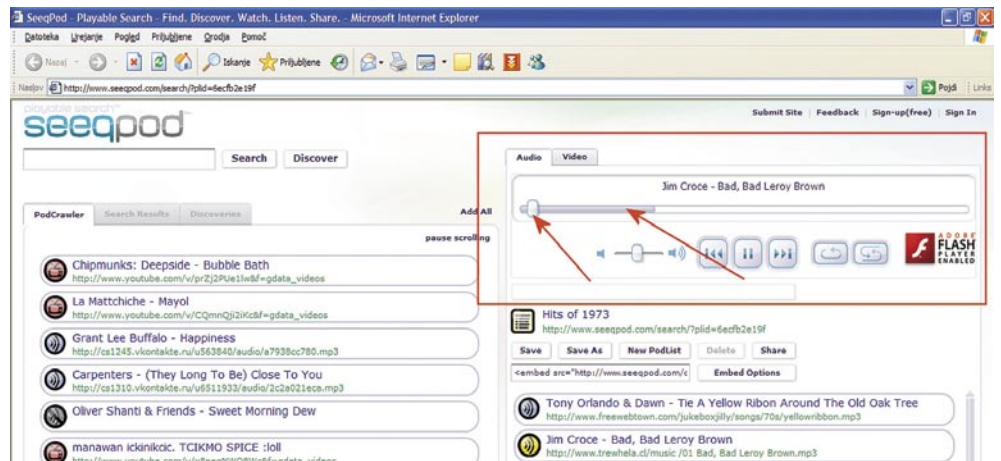 SeeqPod - Playable Search - Find. Discover. Watch. Listen. Share. - Microsoft Internet Explorer
Datoteka Urejanje Pogled Priljubljene Orodja Pomoč
Nazaj Iskanje Priljubljene
Naslov http://www.seeqpod.com/search/?plid=6ecfb2e19f Pojdi Links
playable search
seeqpod
Submit Site Feedback Sign-up(free) Sign In
Search Discover
Audio Video
Jim Croce - Bad, Bad Leroy Brown
PodCrawler Search Results Discoveries Add All
pause scrolling
ADOBE
FLASH
PLAYER
ENABLED
Chipmunks: Deepside - Bubble Bath
http://www.youtube.com/v/prZj2PUe1lw&f=gdata_videos
La Mattchiche - Mayol
http://www.youtube.com/v/CQmnQji2iKc&f=gdata_videos
Grant Lee Buffalo - Happiness
http://cs1245.vkontakte.ru/u563840/audio/a7938cc780.mp3
Carpenters - (They Long To Be) Close To You
http://cs1310.vkontakte.ru/u6511933/audio/2c2a021eca.mp3
Oliver Shanti & Friends - Sweet Morning Dew
manawan ickinikcic. TCIKMO SPICE :loll
Hits of 1973
http://www.seeqpod.com/search/?plid=6ecfb2e19f
Save Save As New PodList Delete Share
<embed src="http://www.seeqpod.com/c Embed Options
Tony Orlando & Dawn - Tie A Yellow Ribon Around The Old Oak Tree
http://www.freewebtown.com/jukeboxjilly/songs/70s/yellowribbon.mp3
Jim Croce - Bad, Bad Leroy Brown
http://www.trewhela.cl/music /01 Bad, Bad Leroy Brown.mp3